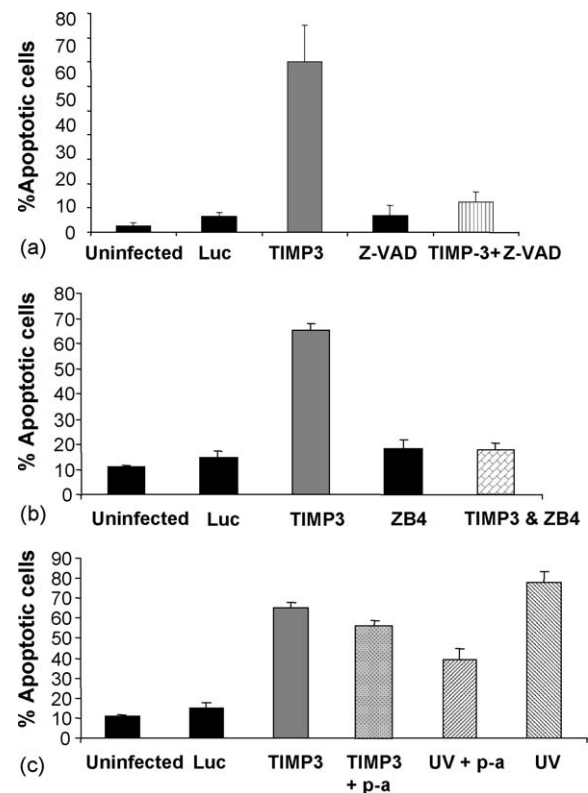 %Apoptotic cells
80
70
60
50
40
30
20
10
0
(a)
Uninfected Luc TIMP3 Z-VAD TIMP-3+Z-VAD
% Apoptotic cells
80
70
60
50
40
30
20
10
0
(b)
Uninfected Luc TIMP3 ZB4 TIMP3 & ZB4
% Apoptotic cells
90
80
70
60
50
40
30
20
10
0
(c)
Uninfected Luc TIMP3 TIMP3 UV + p-a UV
+ p-a